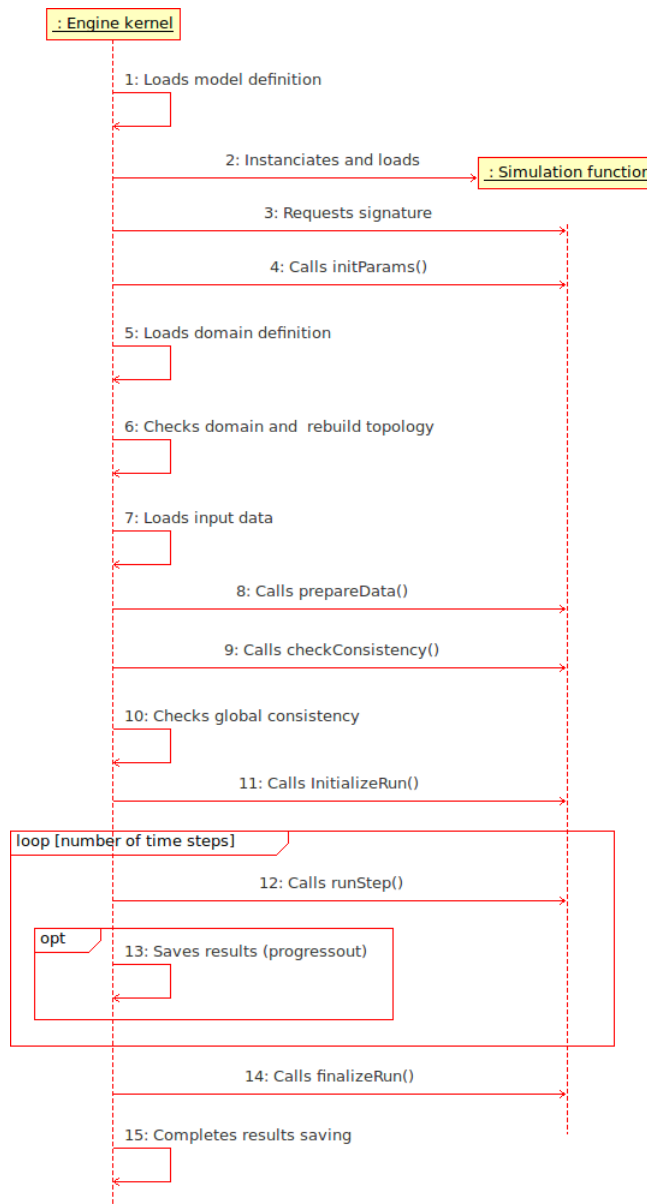 : Engine kernel
1: Loads model definition
2: Instanciates and loads
: Simulation function
3: Requests signature
4: Calls initParams()
5: Loads domain definition
6: Checks domain and  rebuild topology
7: Loads input data
8: Calls prepareData()
9: Calls checkConsistency()
10: Checks global consistency
11: Calls InitializeRun()
loop [number of time steps]
12: Calls runStep()
opt
13: Saves results (progressout)
14: Calls finalizeRun()
15: Completes results saving